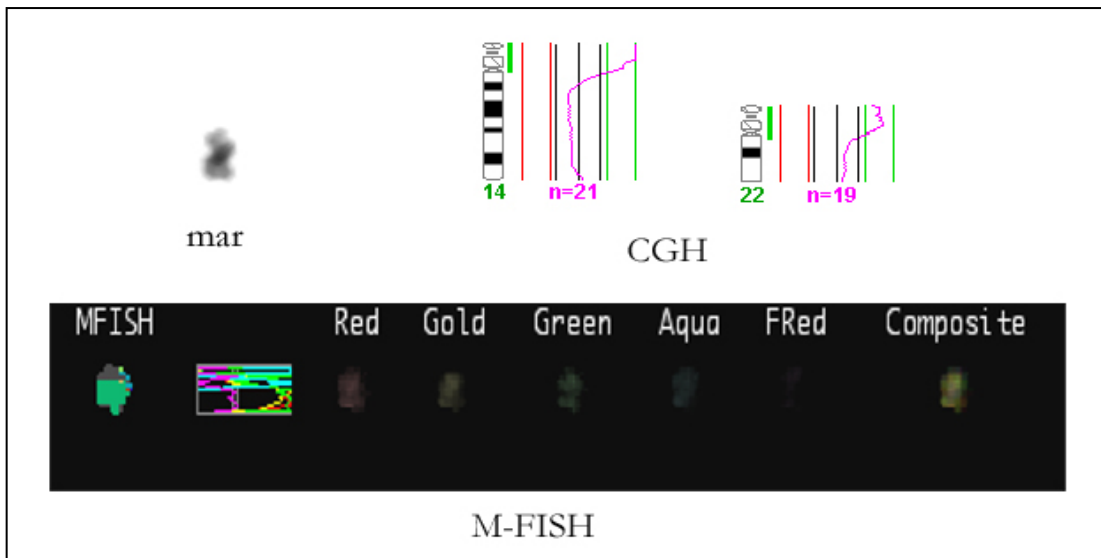 14
n=21
22
n=19
mar
CGH
MFISH Red Gold Green Aqua FRed Composite
M-FISH